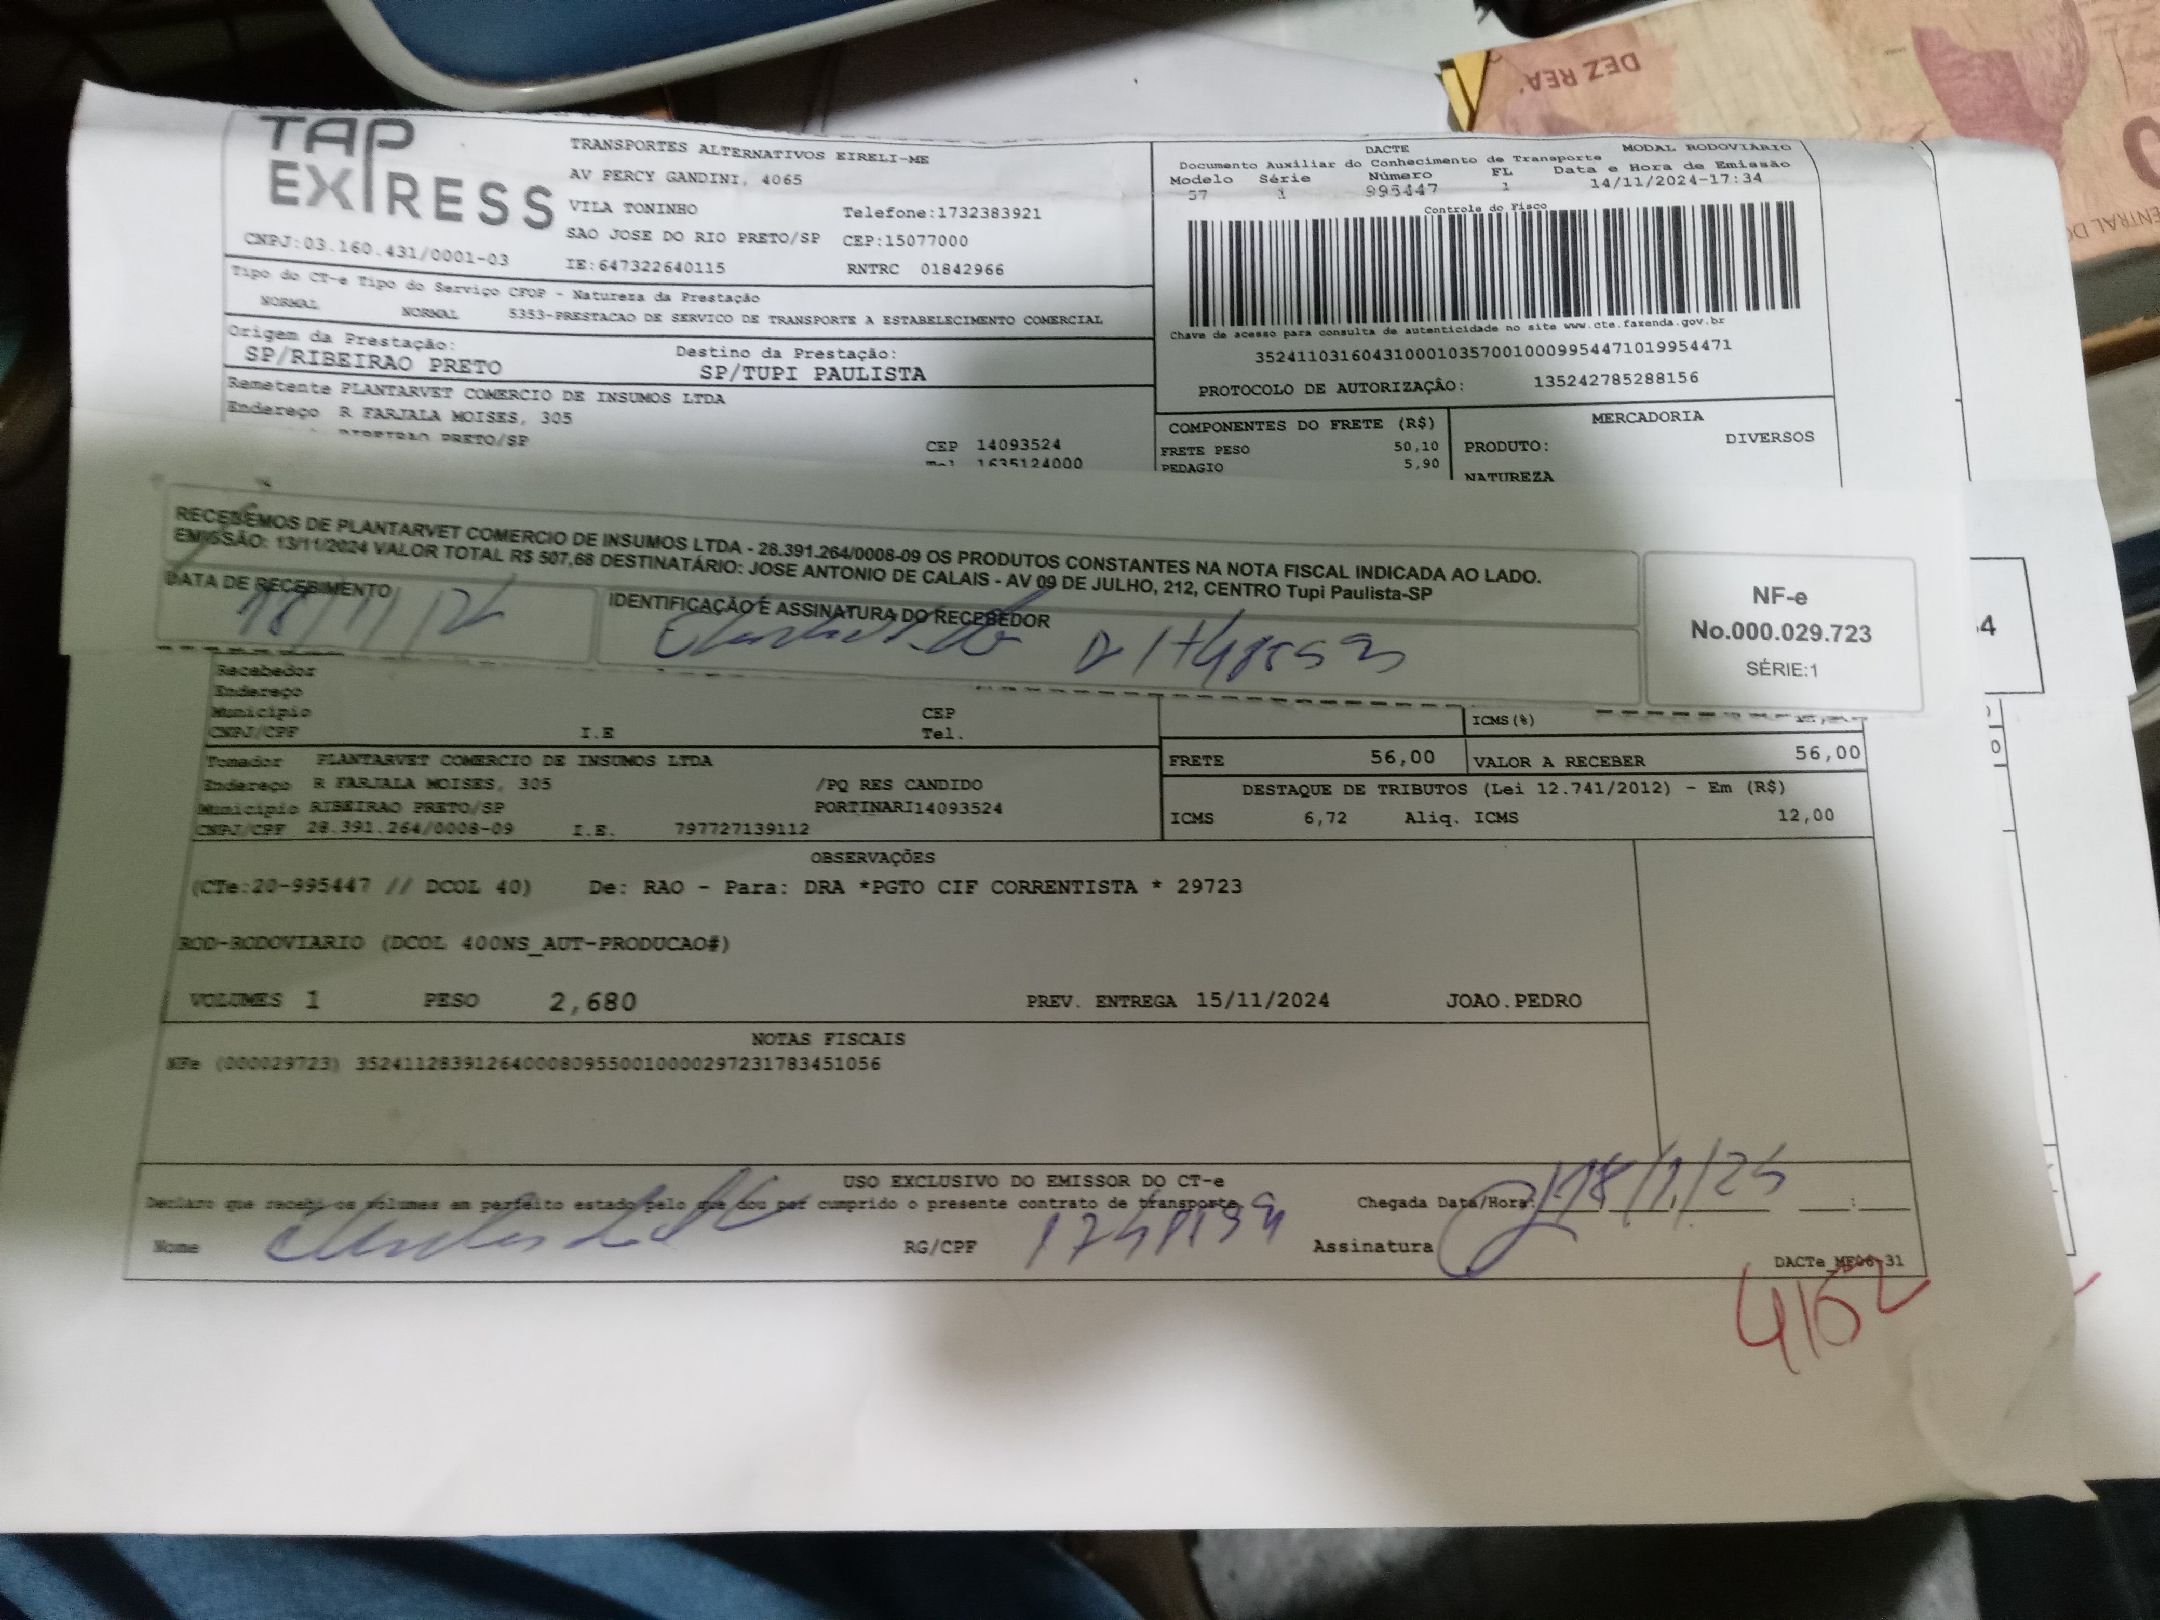 TAP
EXPRESS
CNPJ:03.160.431/0001-03
TRANSPORTES ALTERNATIVOS EIRELI-ME
AV PERCY GANDINI, 4065
VILA TONINHO Telefone:1732383921
SAO JOSE DO RIO PRETO/SP CEP:15077000
IE:647322640115 RNTRC 01842966
DACTE MODAL RODOVIÁRIO
Documento Auxiliar do Conhecimento de Transporte Data e Hora de Emissão
Modelo Série Número FL
57 1 995447 1 14/11/2024-17:34
Controle do Fisco
Chave de acesso para consulta de autenticidade no site www.cte.fazenda.gov.br
35241103160431000103570010009954471019954471
PROTOCOLO DE AUTORIZAÇÃO: 135242785288156
Tipo do CT-e Tipo do Serviço CFOP - Natureza da Prestação
NORMAL NORMAL 5353-PRESTACAO DE SERVICO DE TRANSPORTE A ESTABELECIMENTO COMERCIAL
Origem da Prestação: Destino da Prestação:
SP/RIBEIRAO PRETO SP/TUPI PAULISTA
Remetente PLANTARVET COMERCIO DE INSUMOS LTDA
Endereço R FARJALA MOISES, 305
RIBEIRAO PRETO/SP CEP 14093524
Tel 1635124000
COMPONENTES DO FRETE (R$) MERCADORIA
FRETE PESO 50,10 PRODUTO: DIVERSOS
PEDAGIO 5,90 NATUREZA
RECEBEMOS DE PLANTARVET COMERCIO DE INSUMOS LTDA - 28.391.264/0008-09 OS PRODUTOS CONSTANTES NA NOTA FISCAL INDICADA AO LADO.
EMISSÃO: 13/11/2024 VALOR TOTAL R$ 507,68 DESTINATÁRIO: JOSE ANTONIO DE CALAIS - AV 09 DE JULHO, 212, CENTRO Tupi Paulista-SP
DATA DE RECEBIMENTO IDENTIFICAÇÃO E ASSINATURA DO RECEBEDOR
NF-e
No.000.029.723
SÉRIE:1
Recebedor
Endereço
Município CEP
CNPJ/CPF I.E Tel.
ICMS(%)
Tomador PLANTARVET COMERCIO DE INSUMOS LTDA
Endereço R FARJALA MOISES, 305 /PQ RES CANDIDO
Município RIBEIRAO PRETO/SP PORTINARI14093524
CNPJ/CPF 28.391.264/0008-09 I.E. 797727139112
FRETE 56,00 VALOR A RECEBER 56,00
DESTAQUE DE TRIBUTOS (Lei 12.741/2012) - Em (R$)
ICMS 6,72 Aliq. ICMS 12,00
OBSERVAÇÕES
(CTe:20-995447 // DCOL 40) De: RAO - Para: DRA *PGTO CIF CORRENTISTA * 29723
ROD-RODOVIARIO (DCOL 400NS_AUT-PRODUCAO#)
VOLUMES 1 PESO 2,680 PREV. ENTREGA 15/11/2024 JOAO.PEDRO
NOTAS FISCAIS
NFe (000029723) 35241128391264000809550010000297231783451056
USO EXCLUSIVO DO EMISSOR DO CT-e
Declaro que recebi os volumes em perfeito estado pelo que dou por cumprido o presente contrato de transporte Chegada Data/Hora:
Nome RG/CPF Assinatura
DACTe_MF06-31
DEZ REA